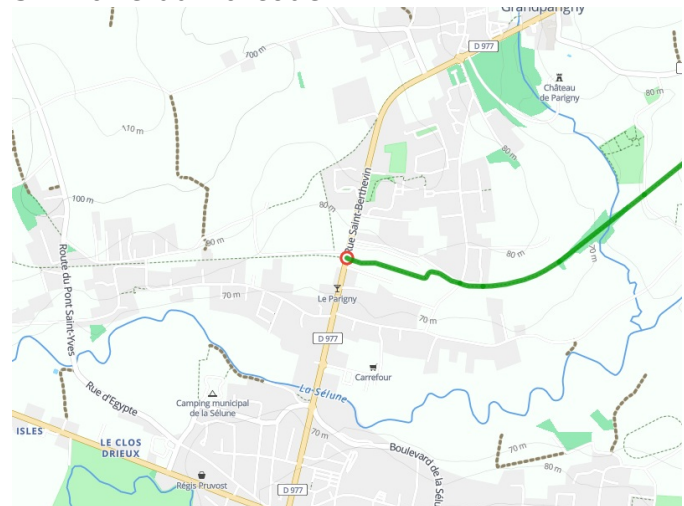 Grandparigny
D 977
Château
de Parigny
700 m
80 m
110 m
80 m
100 m
80 m
Rue Saint-Berthevin
80 m
80 m
70 m
Route du Pont Saint-Yves
70 m
Le Parigny
70 m
D 977
Carrefour
La Sélune
Camping municipal
de la Sélune
Rue d'Egypte
ISLES
LE CLOS
DRIEUX
70 m
Boulevard de la Sélun
70 m
80 m
Régis Pruvost
D 977